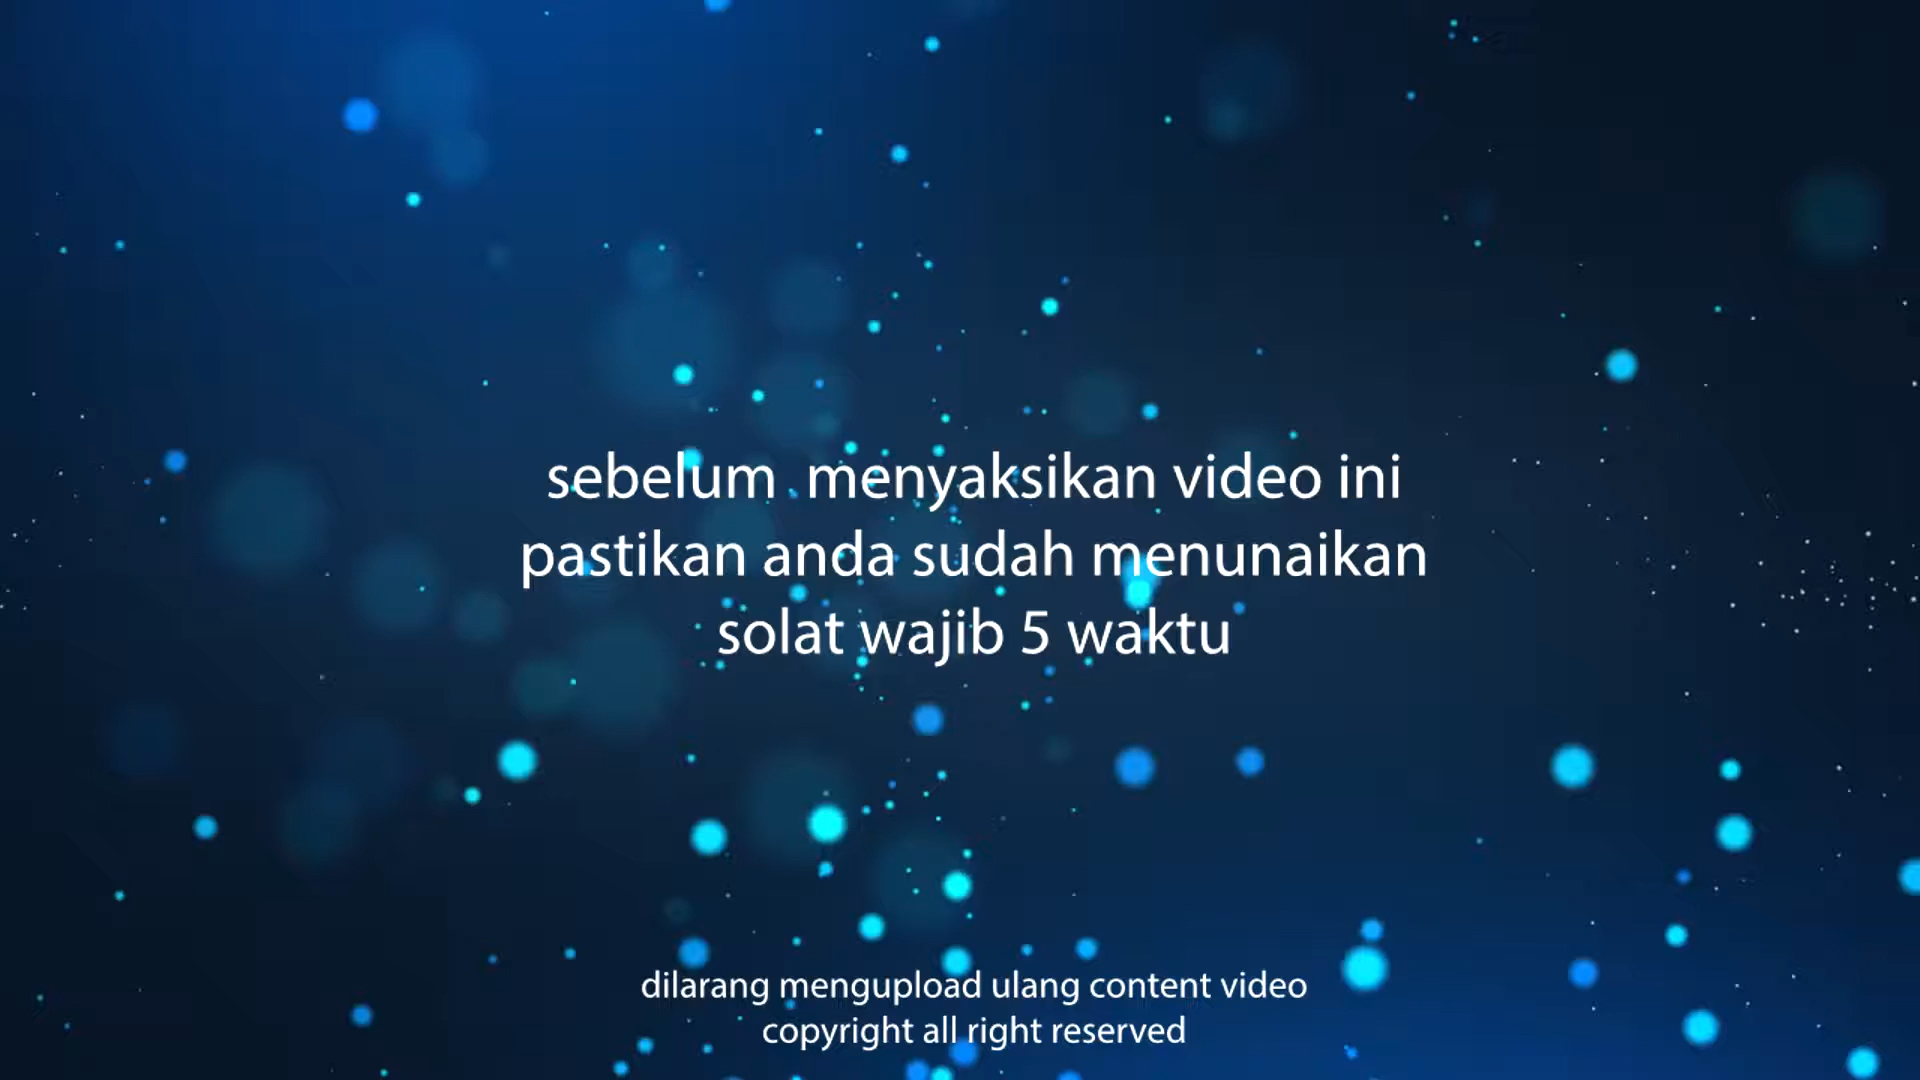 sebelum  menyaksikan video ini
pastikan anda sudah menunaikan
solat wajib 5 waktu
dilarang mengupload ulang content video
copyright all right reserved